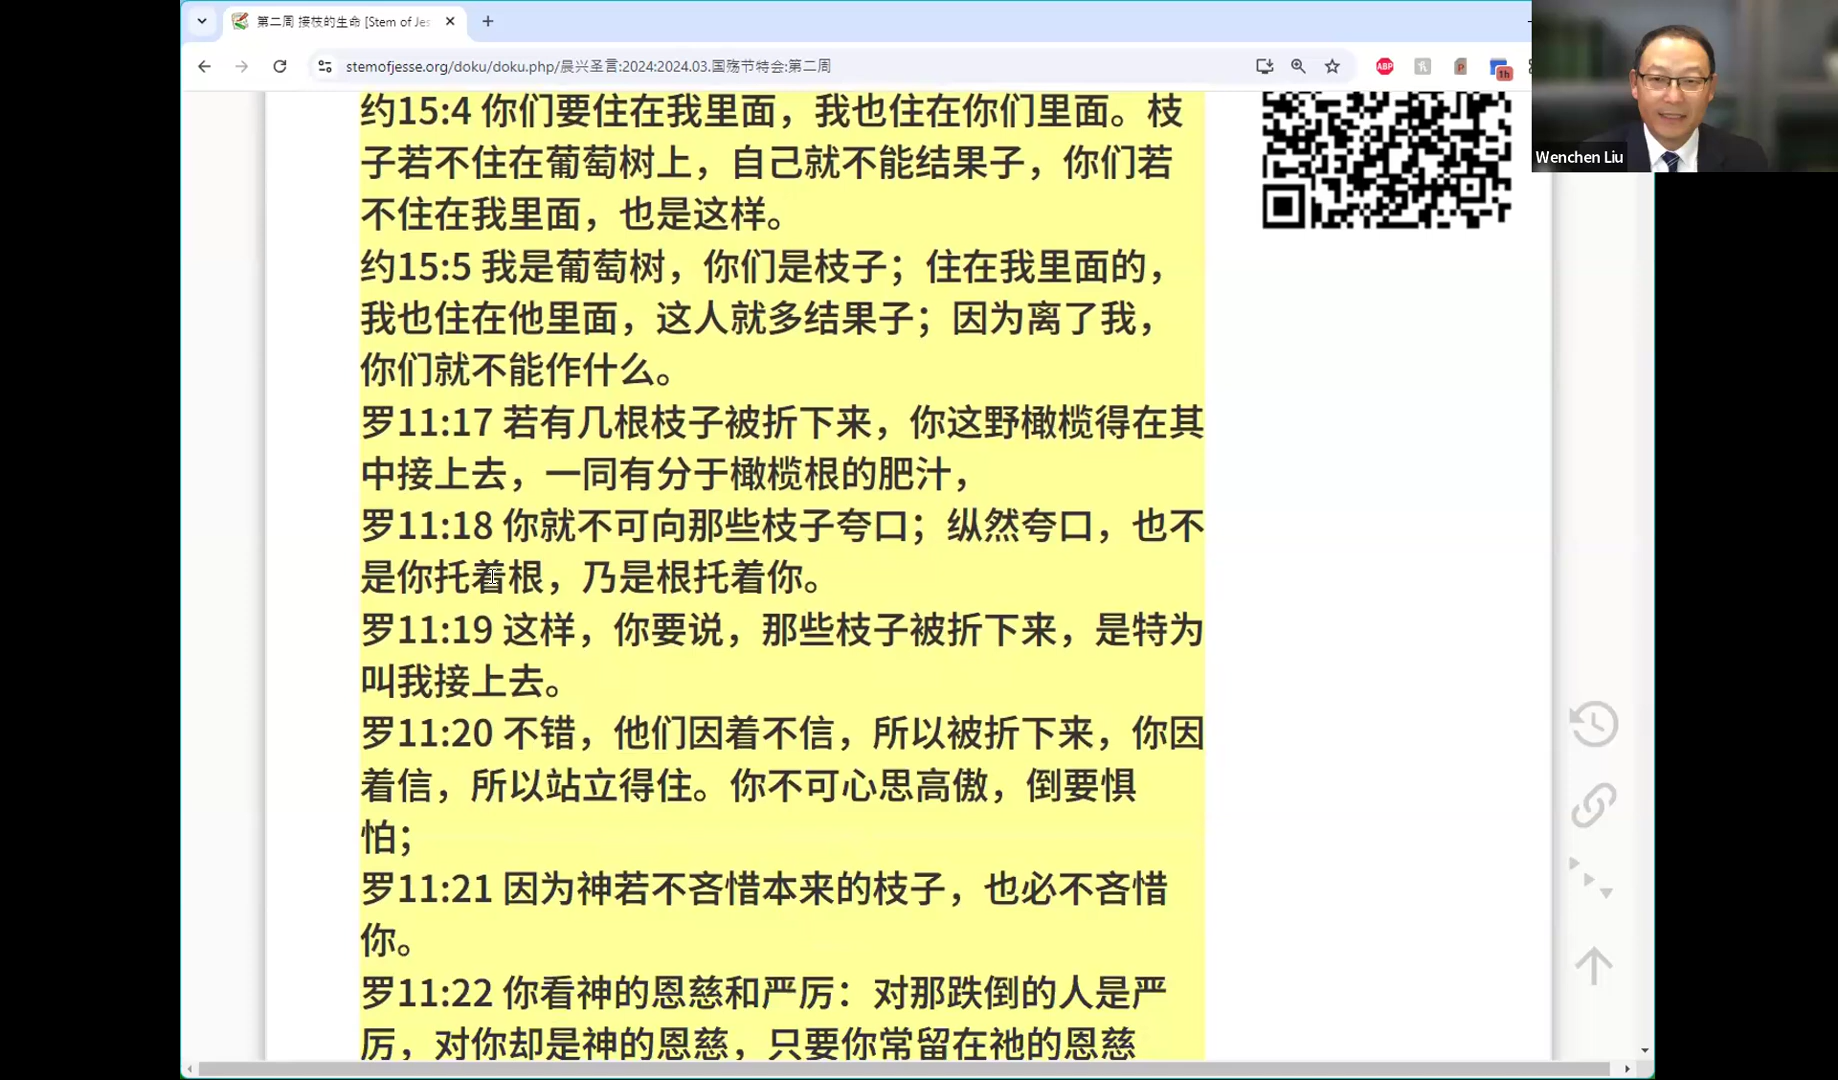 第二周 接枝的生命 [Stem of Jes
stemofjesse.org/doku/doku.php/晨兴圣言:2024:2024.03.国殇节特会:第二周
ABP
1h
Wenchen Liu
约15:4 你们要住在我里面，我也住在你们里面。枝
子若不住在葡萄树上，自己就不能结果子，你们若
不住在我里面，也是这样。
约15:5 我是葡萄树，你们是枝子；住在我里面的，
我也住在他里面，这人就多结果子；因为离了我，
你们就不能作什么。
罗11:17 若有几根枝子被折下来，你这野橄榄得在其
中接上去，一同有分于橄榄根的肥汁，
罗11:18 你就不可向那些枝子夸口；纵然夸口，也不
是你托着根，乃是根托着你。
罗11:19 这样，你要说，那些枝子被折下来，是特为
叫我接上去。
罗11:20 不错，他们因着不信，所以被折下来，你因
着信，所以站立得住。你不可心思高傲，倒要惧
怕；
罗11:21 因为神若不吝惜本来的枝子，也必不吝惜
你。
罗11:22 你看神的恩慈和严厉：对那跌倒的人是严
厉，对你却是神的恩慈，只要你常留在祂的恩慈